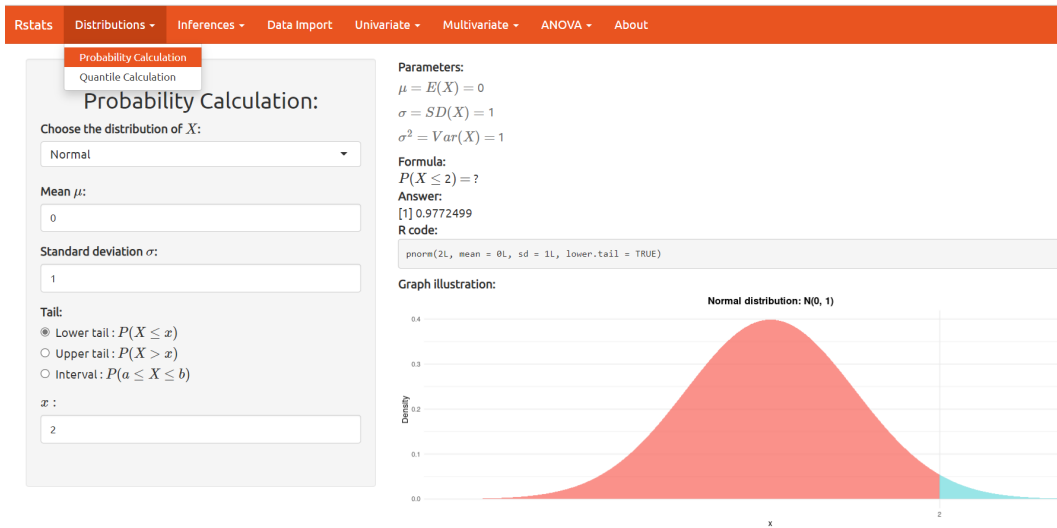 Rstats Distributions Inferences Data Import Univariate Multivariate ANOVA About
Probability Calculation
Quantile Calculation
Probability Calculation:
Choose the distribution of X:
Normal
Mean μ:
0
Standard deviation σ:
1
Tail:
Lower tail : P(X ≤ x)
Upper tail : P(X > x)
Interval : P(a ≤ X ≤ b)
x :
2
Parameters:
μ = E(X) = 0
σ = SD(X) = 1
σ² = Var(X) = 1
Formula:
P(X ≤ 2) = ?
Answer:
[1] 0.9772499
R code:
pnorm(2L, mean = 0L, sd = 1L, lower.tail = TRUE)
Graph illustration:
Normal distribution: N(0, 1)
0.4
0.3
Density
0.2
0.1
0.0
2
x